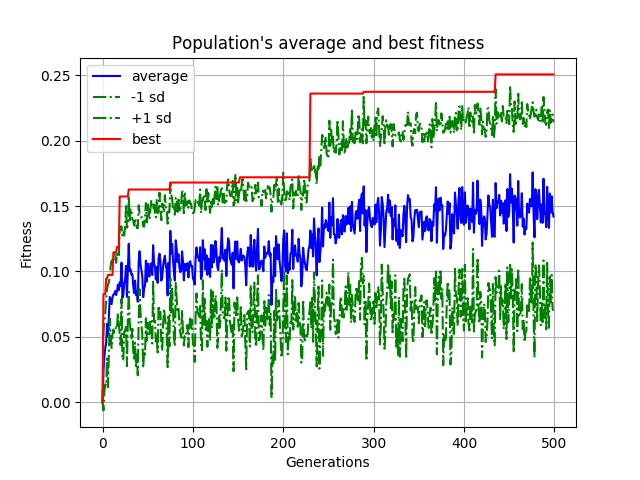 Population's average and best fitness
average
-1 sd
+1 sd
best
Fitness
0.25
0.20
0.15
0.10
0.05
0.00
0 100 200 300 400 500
Generations